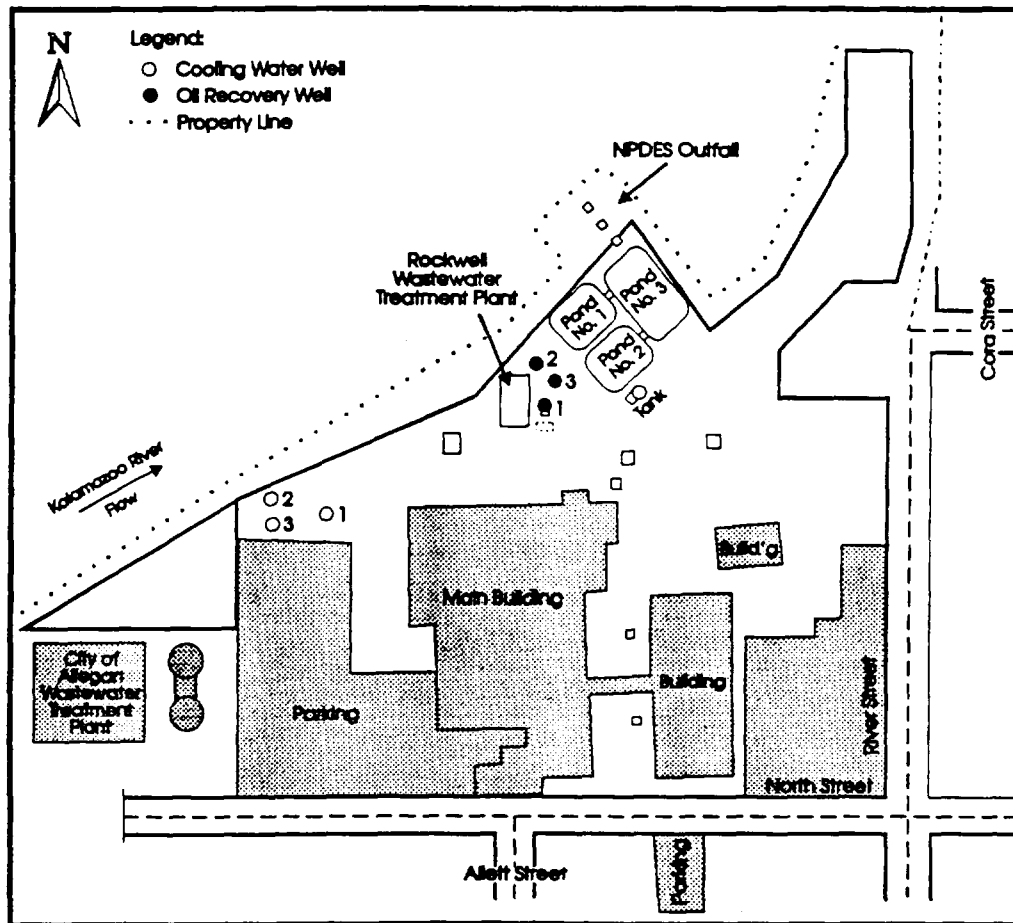 N
Legend:
Cooling Water Well
Oil Recovery Well
Property Line
NPDES Outfall
Rockwell
Wastewater
Treatment Plant
Pond
No. 1
Pond No. 3
Pond
No. 2
2
3
1
Tank
Cora Street
Kalamazoo River
Flow
2
3
1
Build'g
Main Building
City of
Allegan
Wastewater
Treatment
Plant
Parking
Building
River Street
North Street
Allett Street
Parking